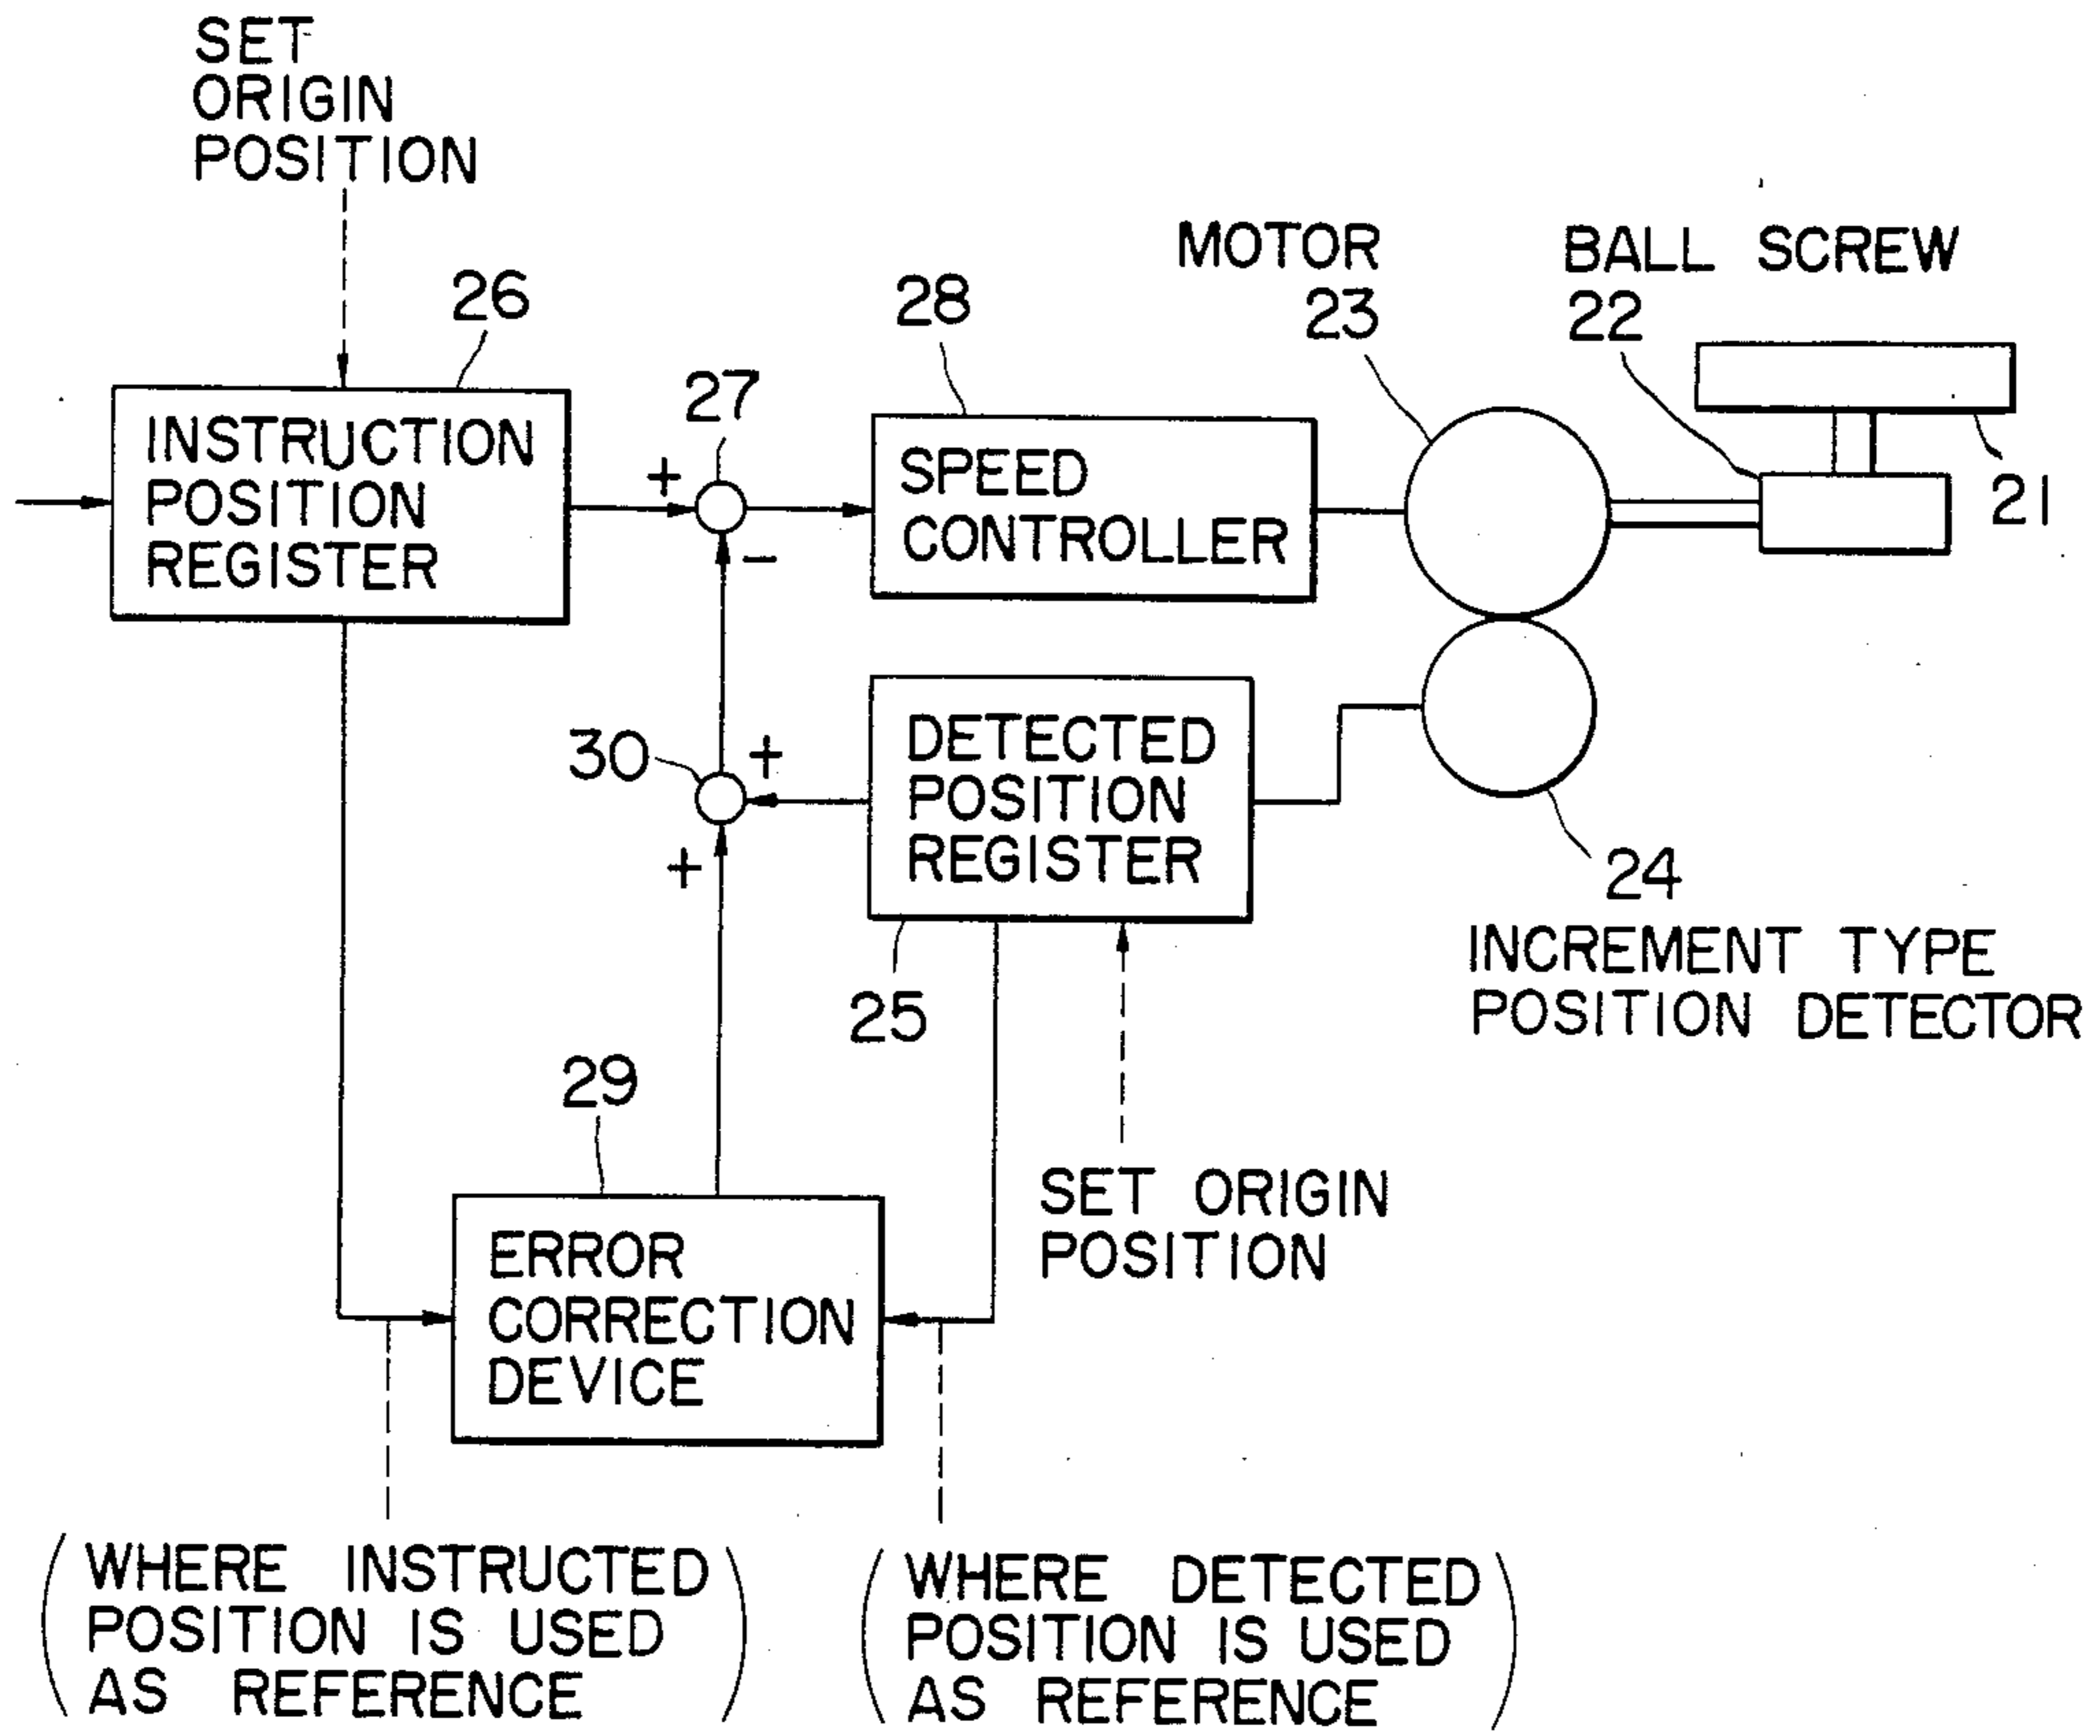 SET
ORIGIN
POSITION
26
27
28
MOTOR
23
BALL SCREW
22
21
INSTRUCTION
POSITION
REGISTER
+
−
SPEED
CONTROLLER
30
+
+
DETECTED
POSITION
REGISTER
24
INCREMENT TYPE
POSITION DETECTOR
25
29
SET ORIGIN
POSITION
ERROR
CORRECTION
DEVICE
(WHERE INSTRUCTED
POSITION IS USED
AS REFERENCE)
(WHERE DETECTED
POSITION IS USED
AS REFERENCE)